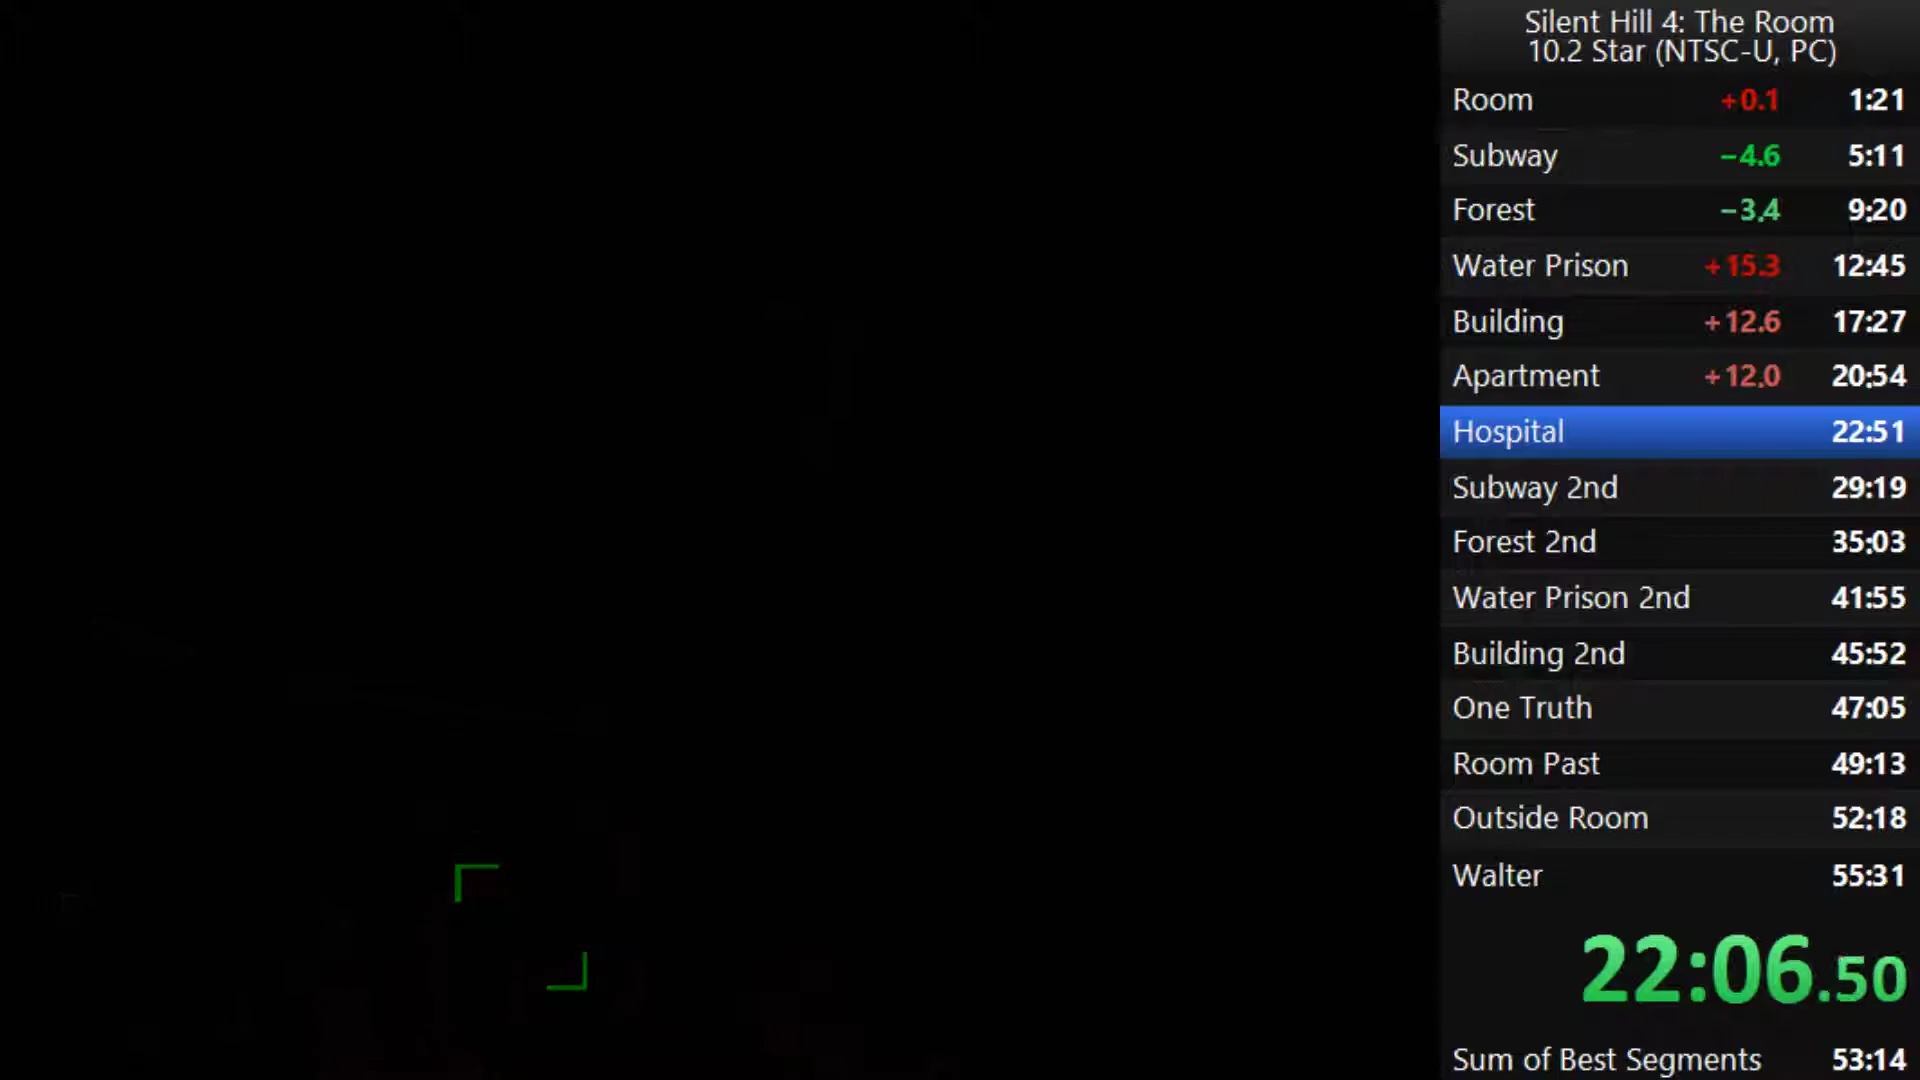 Silent Hill 4: The Room
10.2 Star (NTSC-U, PC)
Room +0.1 1:21
Subway −4.6 5:11
Forest −3.4 9:20
Water Prison +15.3 12:45
Building +12.6 17:27
Apartment +12.0 20:54
Hospital 22:51
Subway 2nd 29:19
Forest 2nd 35:03
Water Prison 2nd 41:55
Building 2nd 45:52
One Truth 47:05
Room Past 49:13
Outside Room 52:18
Walter 55:31
22:06.50
Sum of Best Segments 53:14